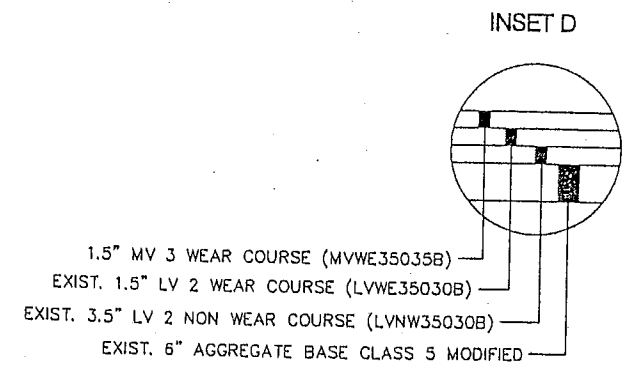 INSET D
1.5" MV 3 WEAR COURSE (MVWE35035B)
EXIST. 1.5" LV 2 WEAR COURSE (LVWE35030B)
EXIST. 3.5" LV 2 NON WEAR COURSE (LVNW35030B)
EXIST. 6" AGGREGATE BASE CLASS 5 MODIFIED